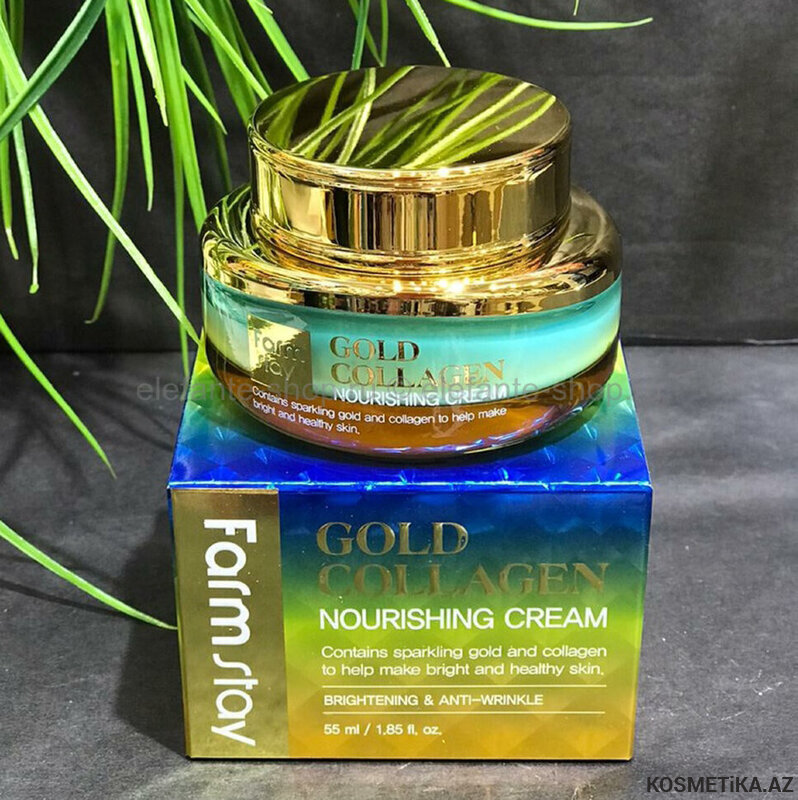 Farm
stay
GOLD
COLLAGEN
NOURISHING
Contains sparkling gold and collagen to help make
bright and healthy skin.
Farm stay
GOLD
COLLAGEN
NOURISHING CREAM
Contains sparkling gold and collagen
to help make bright and healthy skin.
BRIGHTENING & ANTI-WRINKLE
55 ml / 1.85 fl. oz.
KOSMETiKA.AZ